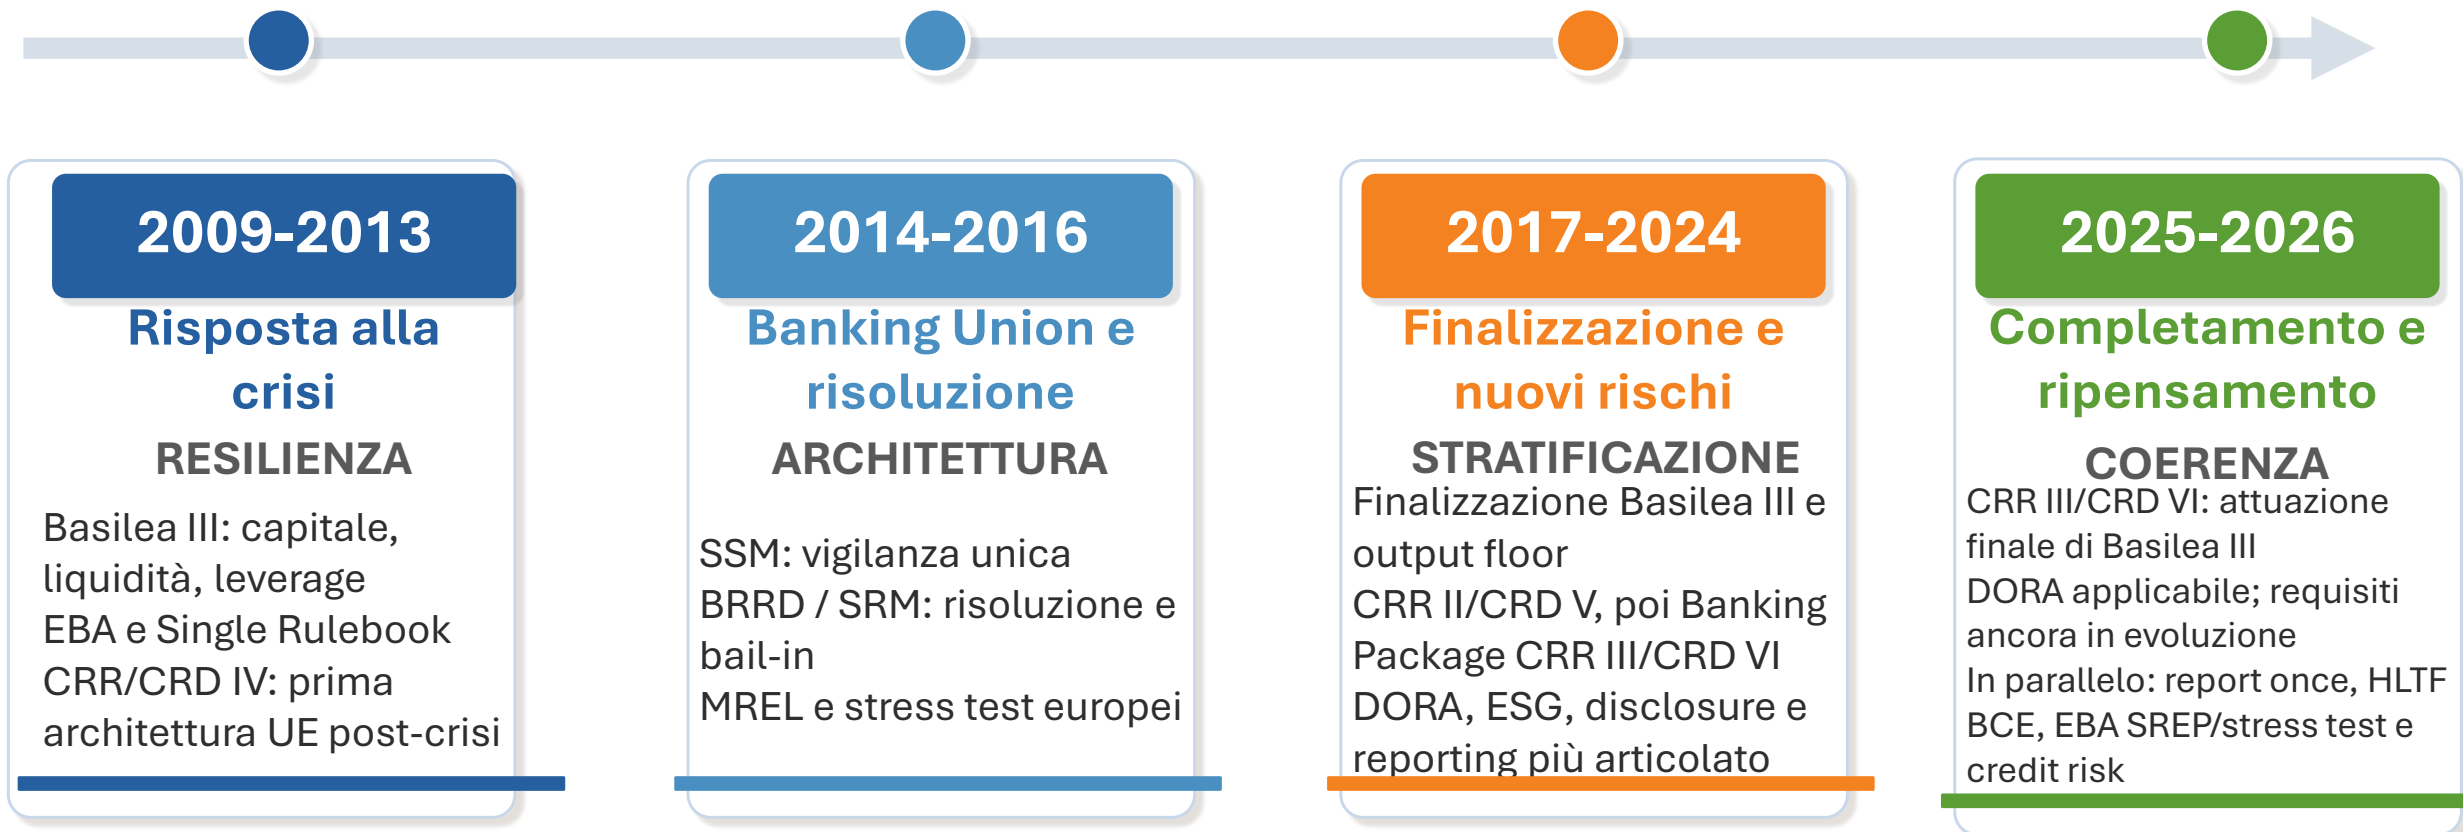 2009-2013
Risposta alla
crisi
RESILIENZA
Basilea III: capitale,
liquidità, leverage
EBA e Single Rulebook
CRR/CRD IV: prima
architettura UE post-crisi
2014-2016
Banking Union e
risoluzione
ARCHITETTURA
SSM: vigilanza unica
BRRD / SRM: risoluzione e
bail-in
MREL e stress test europei
2017-2024
Finalizzazione e
nuovi rischi
STRATIFICAZIONE
Finalizzazione Basilea III e
output floor
CRR II/CRD V, poi Banking
Package CRR III/CRD VI
DORA, ESG, disclosure e
reporting più articolato
2025-2026
Completamento e
ripensamento
COERENZA
CRR III/CRD VI: attuazione
finale di Basilea III
DORA applicabile; requisiti
ancora in evoluzione
In parallelo: report once, HLTF
BCE, EBA SREP/stress test e
credit risk